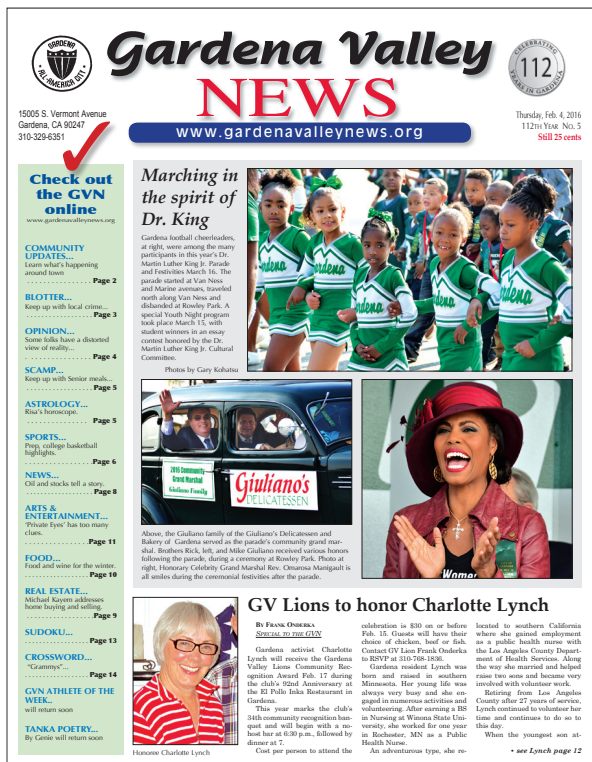 GARDENA
ALL-AMERICA CITY
Gardena Valley
NEWS
www.gardenavalleynews.org
CELEBRATING
112
YEARS IN GARDENA
15005 S. Vermont Avenue
Gardena, CA 90247
310-329-6351
Thursday, Feb. 4, 2016
112TH YEAR NO. 5
Still 25 cents
Check out
the GVN
online
www.gardenavalleynews.org
COMMUNITY
UPDATES...
Learn what's happening
around town
. . . . . . . . . . . . . . . . Page 2
BLOTTER...
Keep up with local crime...
. . . . . . . . . . . . . . . . Page 3
OPINION...
Some folks have a distorted
view of reality...
. . . . . . . . . . . . . . . . Page 4
SCAMP...
Keep up with Senior meals...
. . . . . . . . . . . . . . . . Page 5
ASTROLOGY...
Risa's horoscope.
. . . . . . . . . . . . . . . . Page 5
SPORTS...
Prep, college basketball
highlights.
. . . . . . . . . . . . . . . . Page 6
NEWS...
Oil and stocks tell a story.
. . . . . . . . . . . . . . . . Page 8
ARTS &
ENTERTAINMENT...
'Private Eyes' has too many
clues.
. . . . . . . . . . . . . . . . Page 11
FOOD...
Food and wine for the winter.
. . . . . . . . . . . . . . . . Page 10
REAL ESTATE...
Michael Kayem addresses
home buying and selling.
. . . . . . . . . . . . . . . . Page 9
SUDOKU...
. . . . . . . . . . . . . . . . Page 13
CROSSWORD...
"Grammys"...
. . . . . . . . . . . . . . . . Page 14
GVN ATHLETE OF THE
WEEK..
will return soon
TANKA POETRY...
By Genie will return soon
Marching in
the spirit of
Dr. King
Gardena football cheerleaders,
at right, were among the many
participants in this year's Dr.
Martin Luther King Jr. Parade
and Festivities March 16. The
parade started at Van Ness
and Marine avenues, traveled
north along Van Ness and
disbanded at Rowley Park. A
special Youth Night program
took place March 15, with
student winners in an essay
contest honored by the Dr.
Martin Luther King Jr. Cultural
Committee.
Photos by Gary Kohatsu
Gardena
Gardena
Gardena
2016 Community
Grand Marshal
Giuliano Family
Giuliano's
DELICATESSEN
Women
Above, the Giuliano family of the Giuliano's Delicatessen and
Bakery of Gardena served as the parade's community grand mar-
shal. Brothers Rick, left, and Mike Giuliano received various honors
following the parade, during a ceremony at Rowley Park. Photo at
right, Honorary Celebrity Grand Marshal Rev. Omarosa Manigault is
all smiles during the ceremonial festivities after the parade.
Honoree Charlotte Lynch
GV Lions to honor Charlotte Lynch
BY FRANK ONDERKA
SPECIAL TO THE GVN
Gardena activist Charlotte
Lynch will receive the Gardena
Valley Lions Community Rec-
ognition Award Feb. 17 during
the club's 92nd Anniversary at
the El Pollo Inka Restaurant in
Gardena.
This year marks the club's
34th community recognition ban-
quet and will begin with a no-
host bar at 6:30 p.m., followed by
dinner at 7.
Cost per person to attend the
celebration is $30 on or before
Feb. 15. Guests will have their
choice of chicken, beef or fish.
Contact GV Lion Frank Onderka
to RSVP at 310-768-1836.
Gardena resident Lynch was
born and raised in southern
Minnesota. Her young life was
always very busy and she en-
gaged in numerous activities and
volunteering. After earning a BS
in Nursing at Winona State Uni-
versity, she worked for one year
in Rochester, MN as a Public
Health Nurse.
An adventurous type, she re-
located to southern California
where she gained employment
as a public health nurse with
the Los Angeles County Depart-
ment of Health Services. Along
the way she married and helped
raise two sons and became very
involved with volunteer work.
Retiring from Los Angeles
County after 27 years of service,
Lynch continued to volunteer her
time and continues to do so to
this day.
When the youngest son at-
• see Lynch page 12